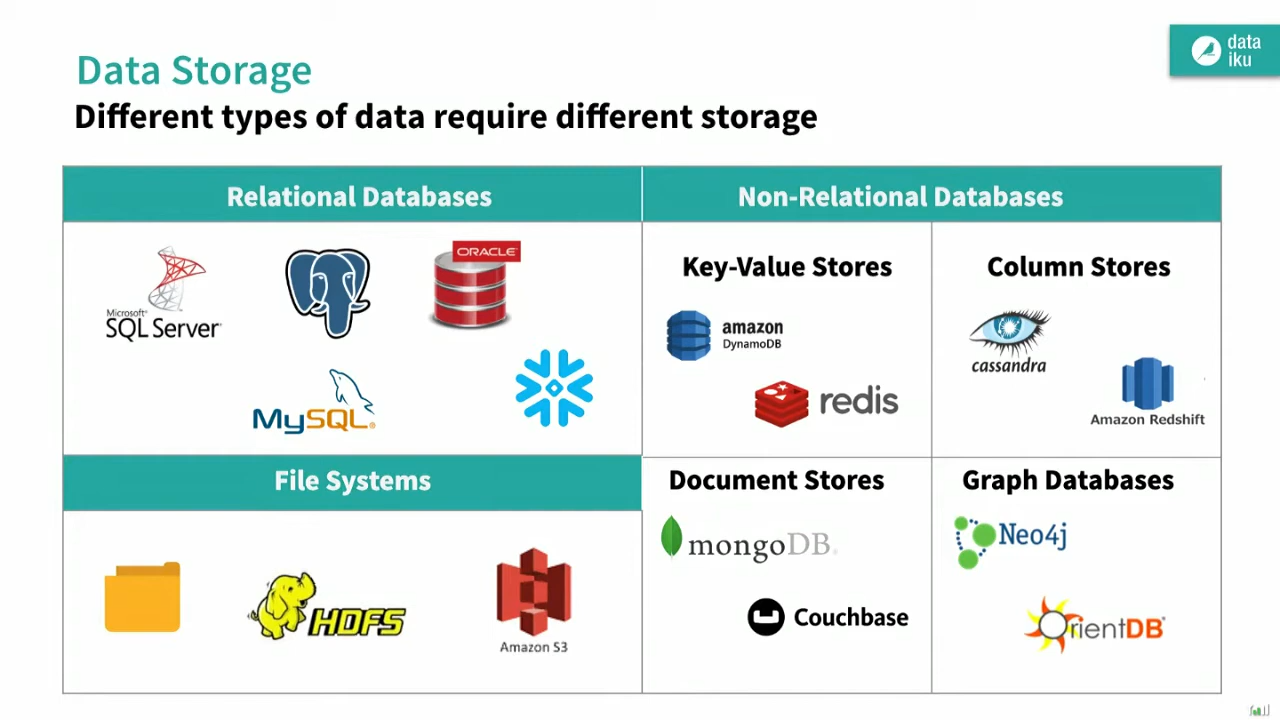 data
iku
Data Storage
Different types of data require different storage
Relational Databases
Non-Relational Databases
Microsoft®
SQL Server
ORACLE
MySQL®
Key-Value Stores
amazon
DynamoDB
redis
Column Stores
cassandra
Amazon Redshift
File Systems
HDFS
Amazon S3
Document Stores
mongoDB®
Couchbase
Graph Databases
Neo4j
OrientDB®